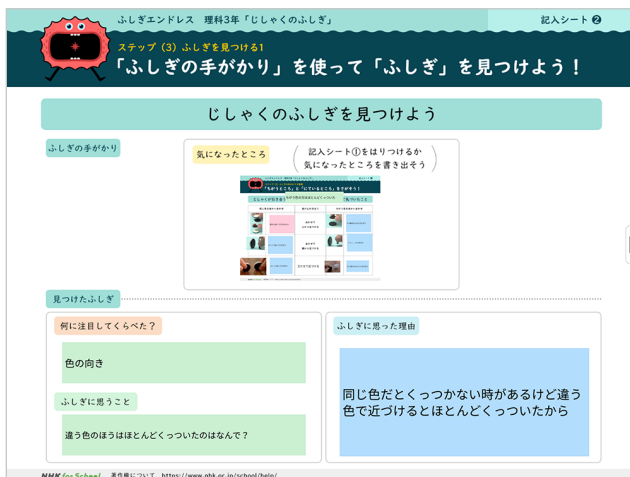 ふしぎエンドレス　理科3年「じしゃくのふしぎ」
記入シート ❷
ステップ（3）ふしぎを見つける1
「ふしぎの手がかり」を使って「ふしぎ」を見つけよう！
じしゃくのふしぎを見つけよう
ふしぎの手がかり
気になったところ
記入シート①をはりつけるか
気になったところを書き出そう
見つけたふしぎ
何に注目してくらべた？
色の向き
ふしぎに思うこと
違う色のほうはほとんどくっついたのはなんで？
ふしぎに思った理由
同じ色だとくっつかない時があるけど違う
色で近づけるとほとんどくっついたから
NHK for School
著作権について　https://www.nhk.or.jp/school/help/